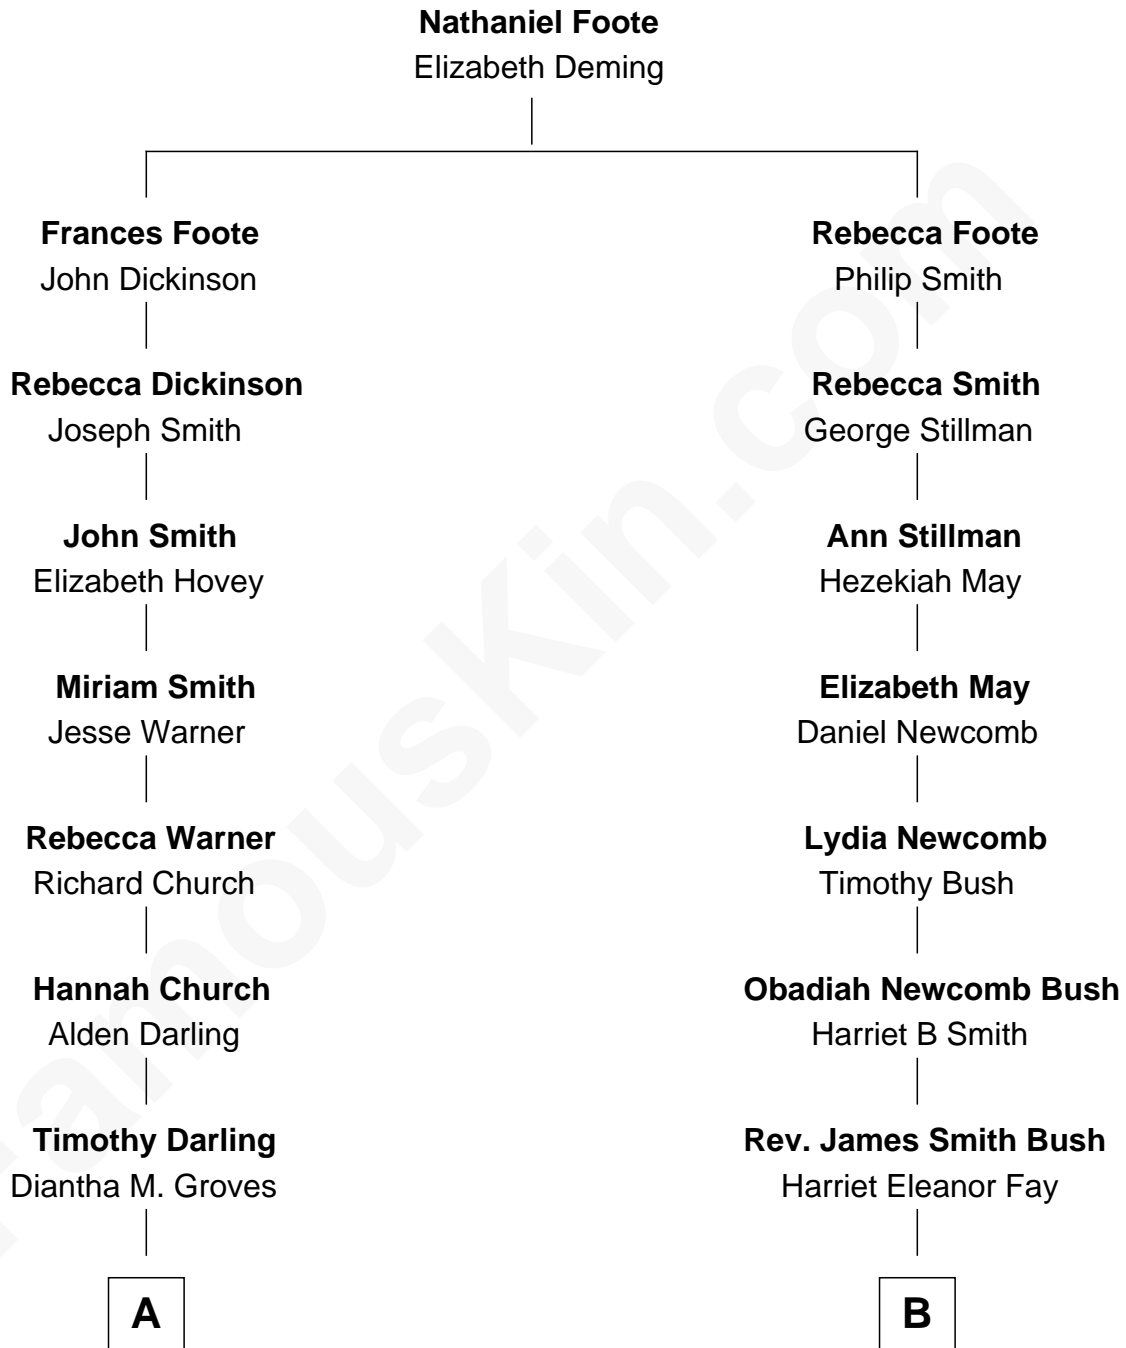 Nathaniel Foote
Elizabeth Deming
Frances Foote
John Dickinson
Rebecca Dickinson
Joseph Smith
John Smith
Elizabeth Hovey
Miriam Smith
Jesse Warner
Rebecca Warner
Richard Church
Hannah Church
Alden Darling
Timothy Darling
Diantha M. Groves
A
Rebecca Foote
Philip Smith
Rebecca Smith
George Stillman
Ann Stillman
Hezekiah May
Elizabeth May
Daniel Newcomb
Lydia Newcomb
Timothy Bush
Obadiah Newcomb Bush
Harriet B Smith
Rev. James Smith Bush
Harriet Eleanor Fay
B
FamousKin.com